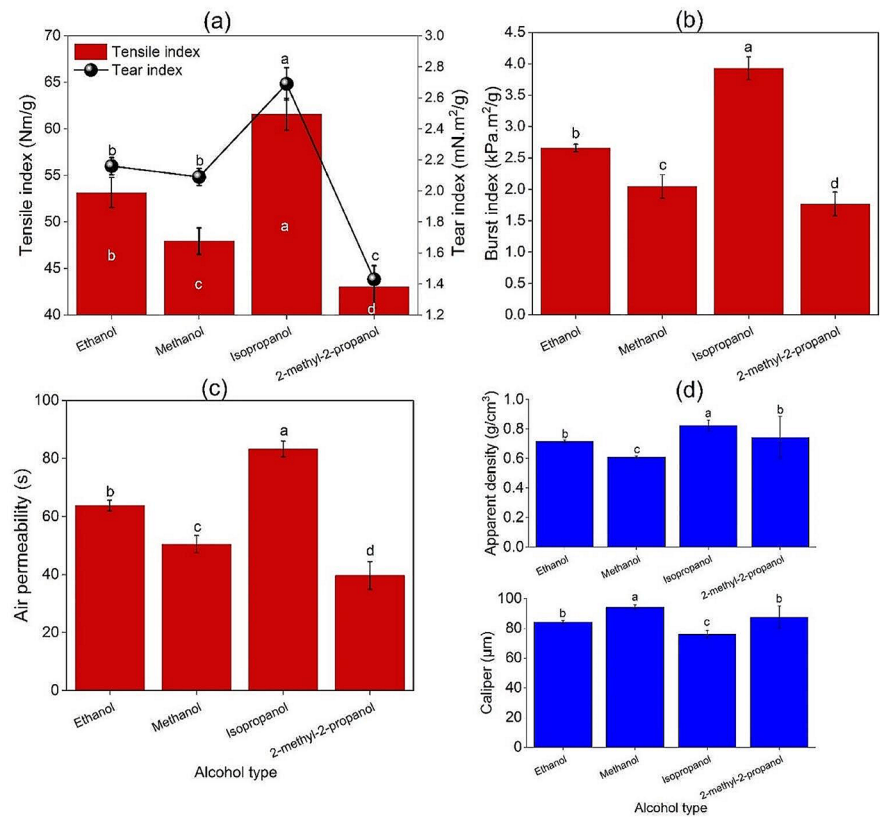 (a)
70
65
60
55
50
45
40
Tensile index (Nm/g)
Tensile index
Tear index
b
b
a
c
b
c
a
d
3.0
2.8
2.6
2.4
2.2
2.0
1.8
1.6
1.4
1.2
Tear index (mN.m²/g)
Ethanol
Methanol
Isopropanol
2-methyl-2-propanol
(b)
4.5
4.0
3.5
3.0
2.5
2.0
1.5
1.0
0.5
0.0
Burst index (kPa.m²/g)
b
c
a
d
Ethanol
Methanol
Isopropanol
2-methyl-2-propanol
(c)
100
80
60
40
20
0
Air permeability (s)
b
c
a
d
Ethanol
Methanol
Isopropanol
2-methyl-2-propanol
Alcohol type
(d)
1.0
0.8
0.6
0.4
0.2
0.0
Apparent density (g/cm³)
b
c
a
b
Ethanol
Methanol
Isopropanol
2-methyl-2-propanol
100
80
60
40
20
0
Caliper (µm)
b
a
c
b
Ethanol
Methanol
Isopropanol
2-methyl-2-propanol
Alcohol type